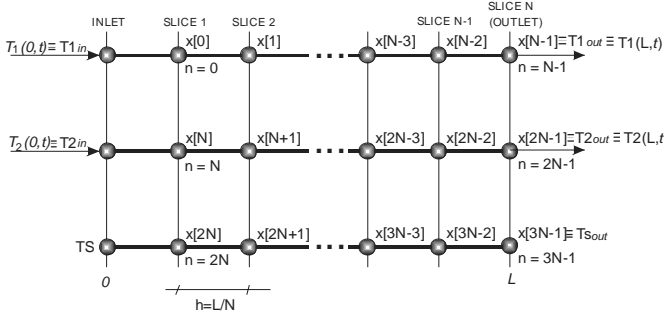 INLET SLICE 1 SLICE 2 SLICE N-1 SLICE N (OUTLET)
T1(0,t)≡ T1in x[0] x[1] x[N-3] x[N-2] x[N-1]≡T1out ≡ T1(L,t)
n = 0 n = N-1
T2(0,t)≡ T2in x[N] x[N+1] x[2N-3] x[2N-2] x[2N-1]≡T2out ≡ T2(L,t
n = N n = 2N-1
TS x[2N] x[2N+1] x[3N-3] x[3N-2] x[3N-1]≡ Tsout
n = 2N n = 3N-1
0 L
h=L/N